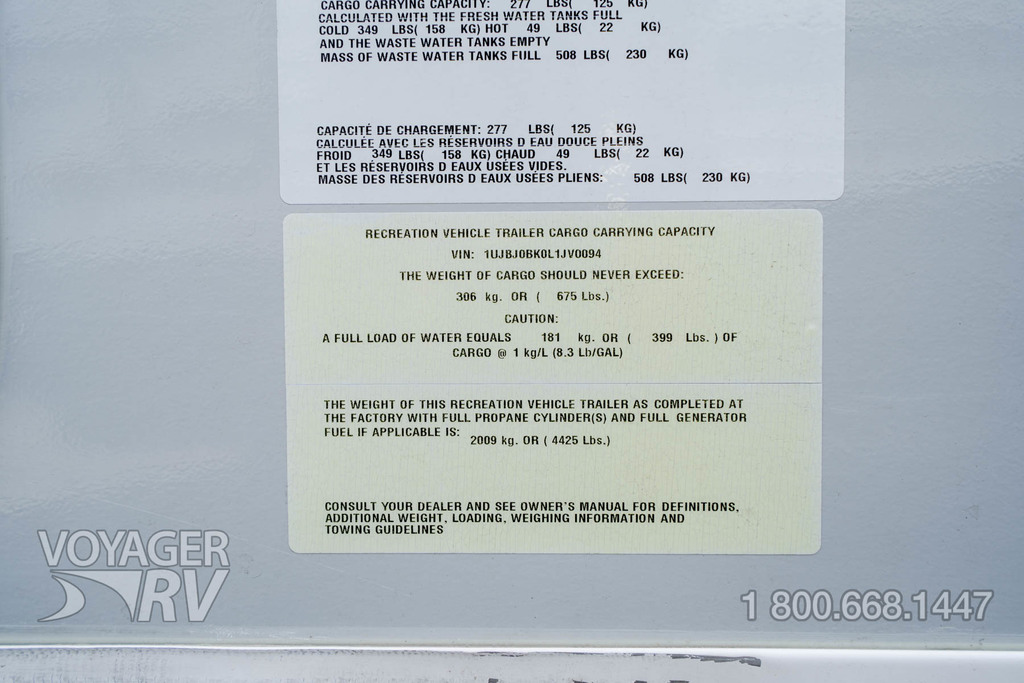 CARGO CARRYING CAPACITY: 277 LBS( 125 KG)
CALCULATED WITH THE FRESH WATER TANKS FULL
COLD 349 LBS( 158 KG) HOT 49 LBS( 22 KG)
AND THE WASTE WATER TANKS EMPTY
MASS OF WASTE WATER TANKS FULL 508 LBS( 230 KG)
CAPACITÉ DE CHARGEMENT: 277 LBS( 125 KG)
CALCULÉE AVEC LES RÉSERVOIRS D EAU DOUCE PLEINS
FROID 349 LBS( 158 KG) CHAUD 49 LBS( 22 KG)
ET LES RÉSERVOIRS D EAUX USÉES VIDES.
MASSE DES RÉSERVOIRS D EAUX USÉES PLIENS: 508 LBS( 230 KG)
RECREATION VEHICLE TRAILER CARGO CARRYING CAPACITY
VIN: 1UJBJ0BK0L1JV0094
THE WEIGHT OF CARGO SHOULD NEVER EXCEED:
306 kg. OR ( 675 Lbs.)
CAUTION:
A FULL LOAD OF WATER EQUALS 181 kg. OR ( 399 Lbs. ) OF
CARGO @ 1 kg/L (8.3 Lb/GAL)
THE WEIGHT OF THIS RECREATION VEHICLE TRAILER AS COMPLETED AT
THE FACTORY WITH FULL PROPANE CYLINDER(S) AND FULL GENERATOR
FUEL IF APPLICABLE IS: 2009 kg. OR ( 4425 Lbs.)
CONSULT YOUR DEALER AND SEE OWNER'S MANUAL FOR DEFINITIONS,
ADDITIONAL WEIGHT, LOADING, WEIGHING INFORMATION AND
TOWING GUIDELINES
VOYAGER
RV
1 800.668.1447